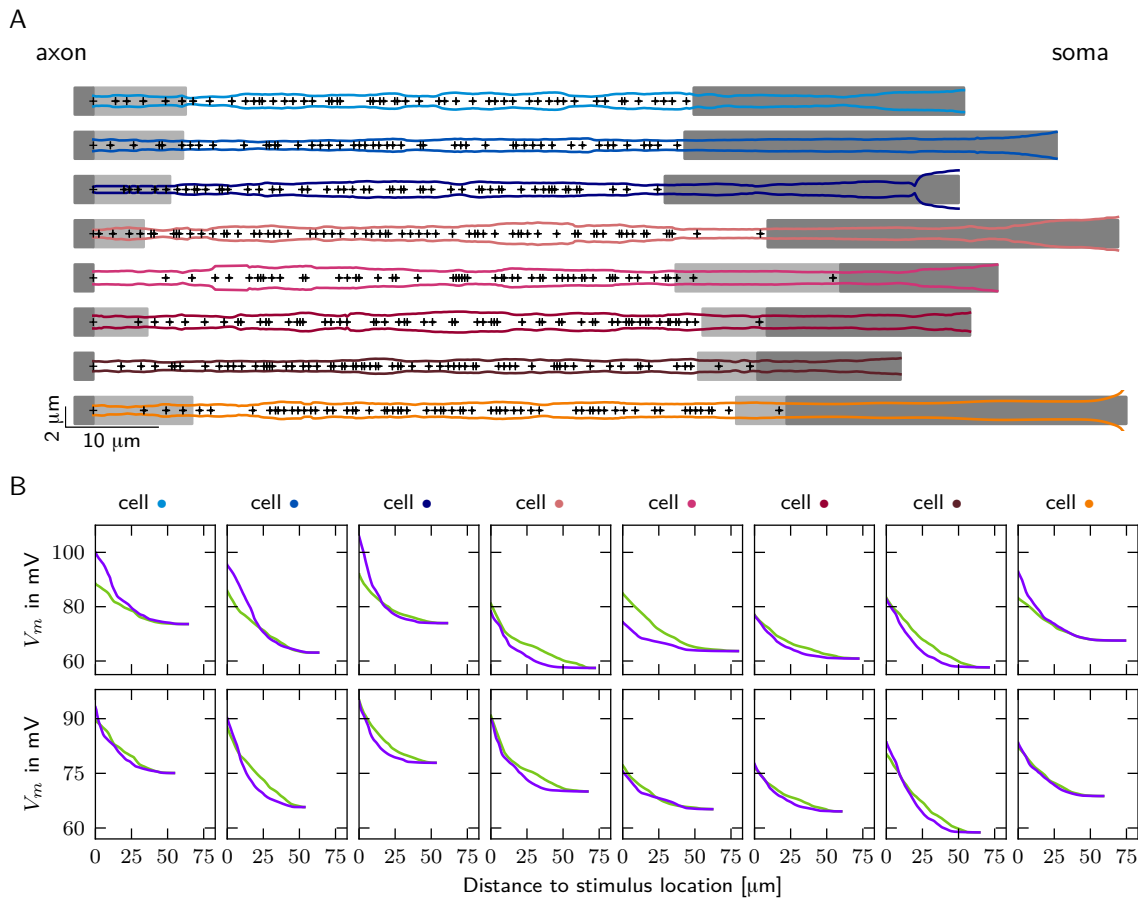 A
axon soma
2 μm
10 μm
B
cell cell cell cell cell cell cell cell
100
80
60
V_m in mV
90
75
60
V_m in mV
0 25 50 75 0 25 50 75 0 25 50 75 0 25 50 75 0 25 50 75 0 25 50 75 0 25 50 75 0 25 50 75
Distance to stimulus location [μm]